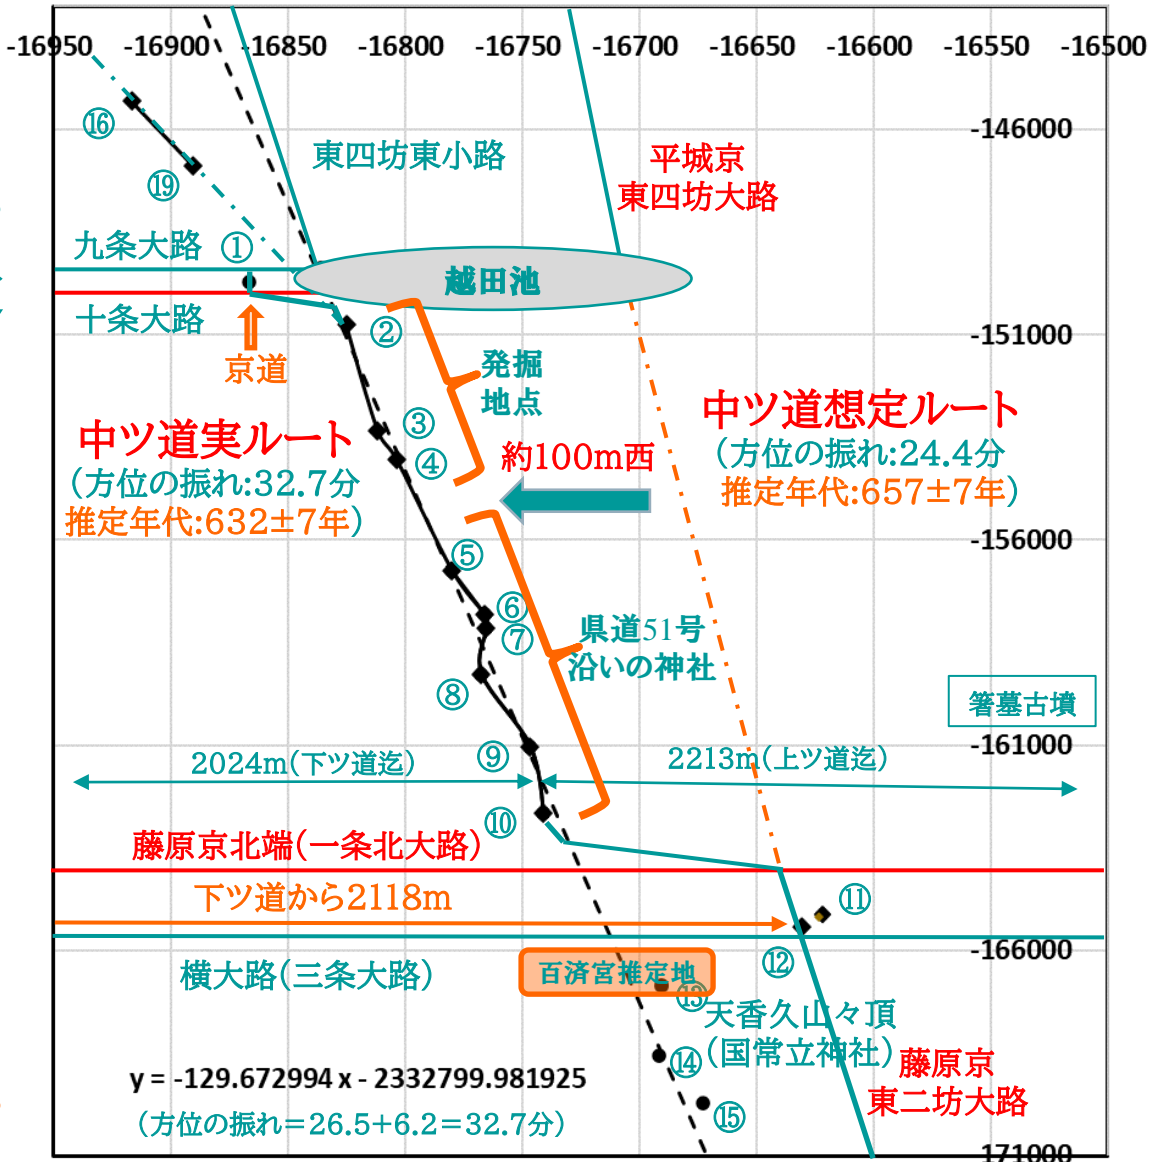 -16950 -16900 -16850 -16800 -16750 -16700 -16650 -16600 -16550 -16500
⑯
-146000
東四坊東小路
平城京
東四坊大路
⑲
九条大路 ①
越田池
十条大路
②
-151000
京道
発掘
地点
③
④
中ツ道実ルート
(方位の振れ:32.7分
推定年代:632±7年)
約100m西
中ツ道想定ルート
(方位の振れ:24.4分
推定年代:657±7年)
-156000
⑤
⑥
⑦
県道51号
沿いの神社
⑧
箸墓古墳
⑨
-161000
2024m(下ツ道迄)
2213m(上ツ道迄)
⑩
藤原京北端(一条北大路)
下ツ道から2118m
⑪
横大路(三条大路)
百済宮推定地
⑫
-166000
⑬
天香久山々頂
(国常立神社)
⑭
藤原京
東二坊大路
y = -129.672994 x - 2332799.981925
(方位の振れ=26.5+6.2=32.7分)
⑮
-171000